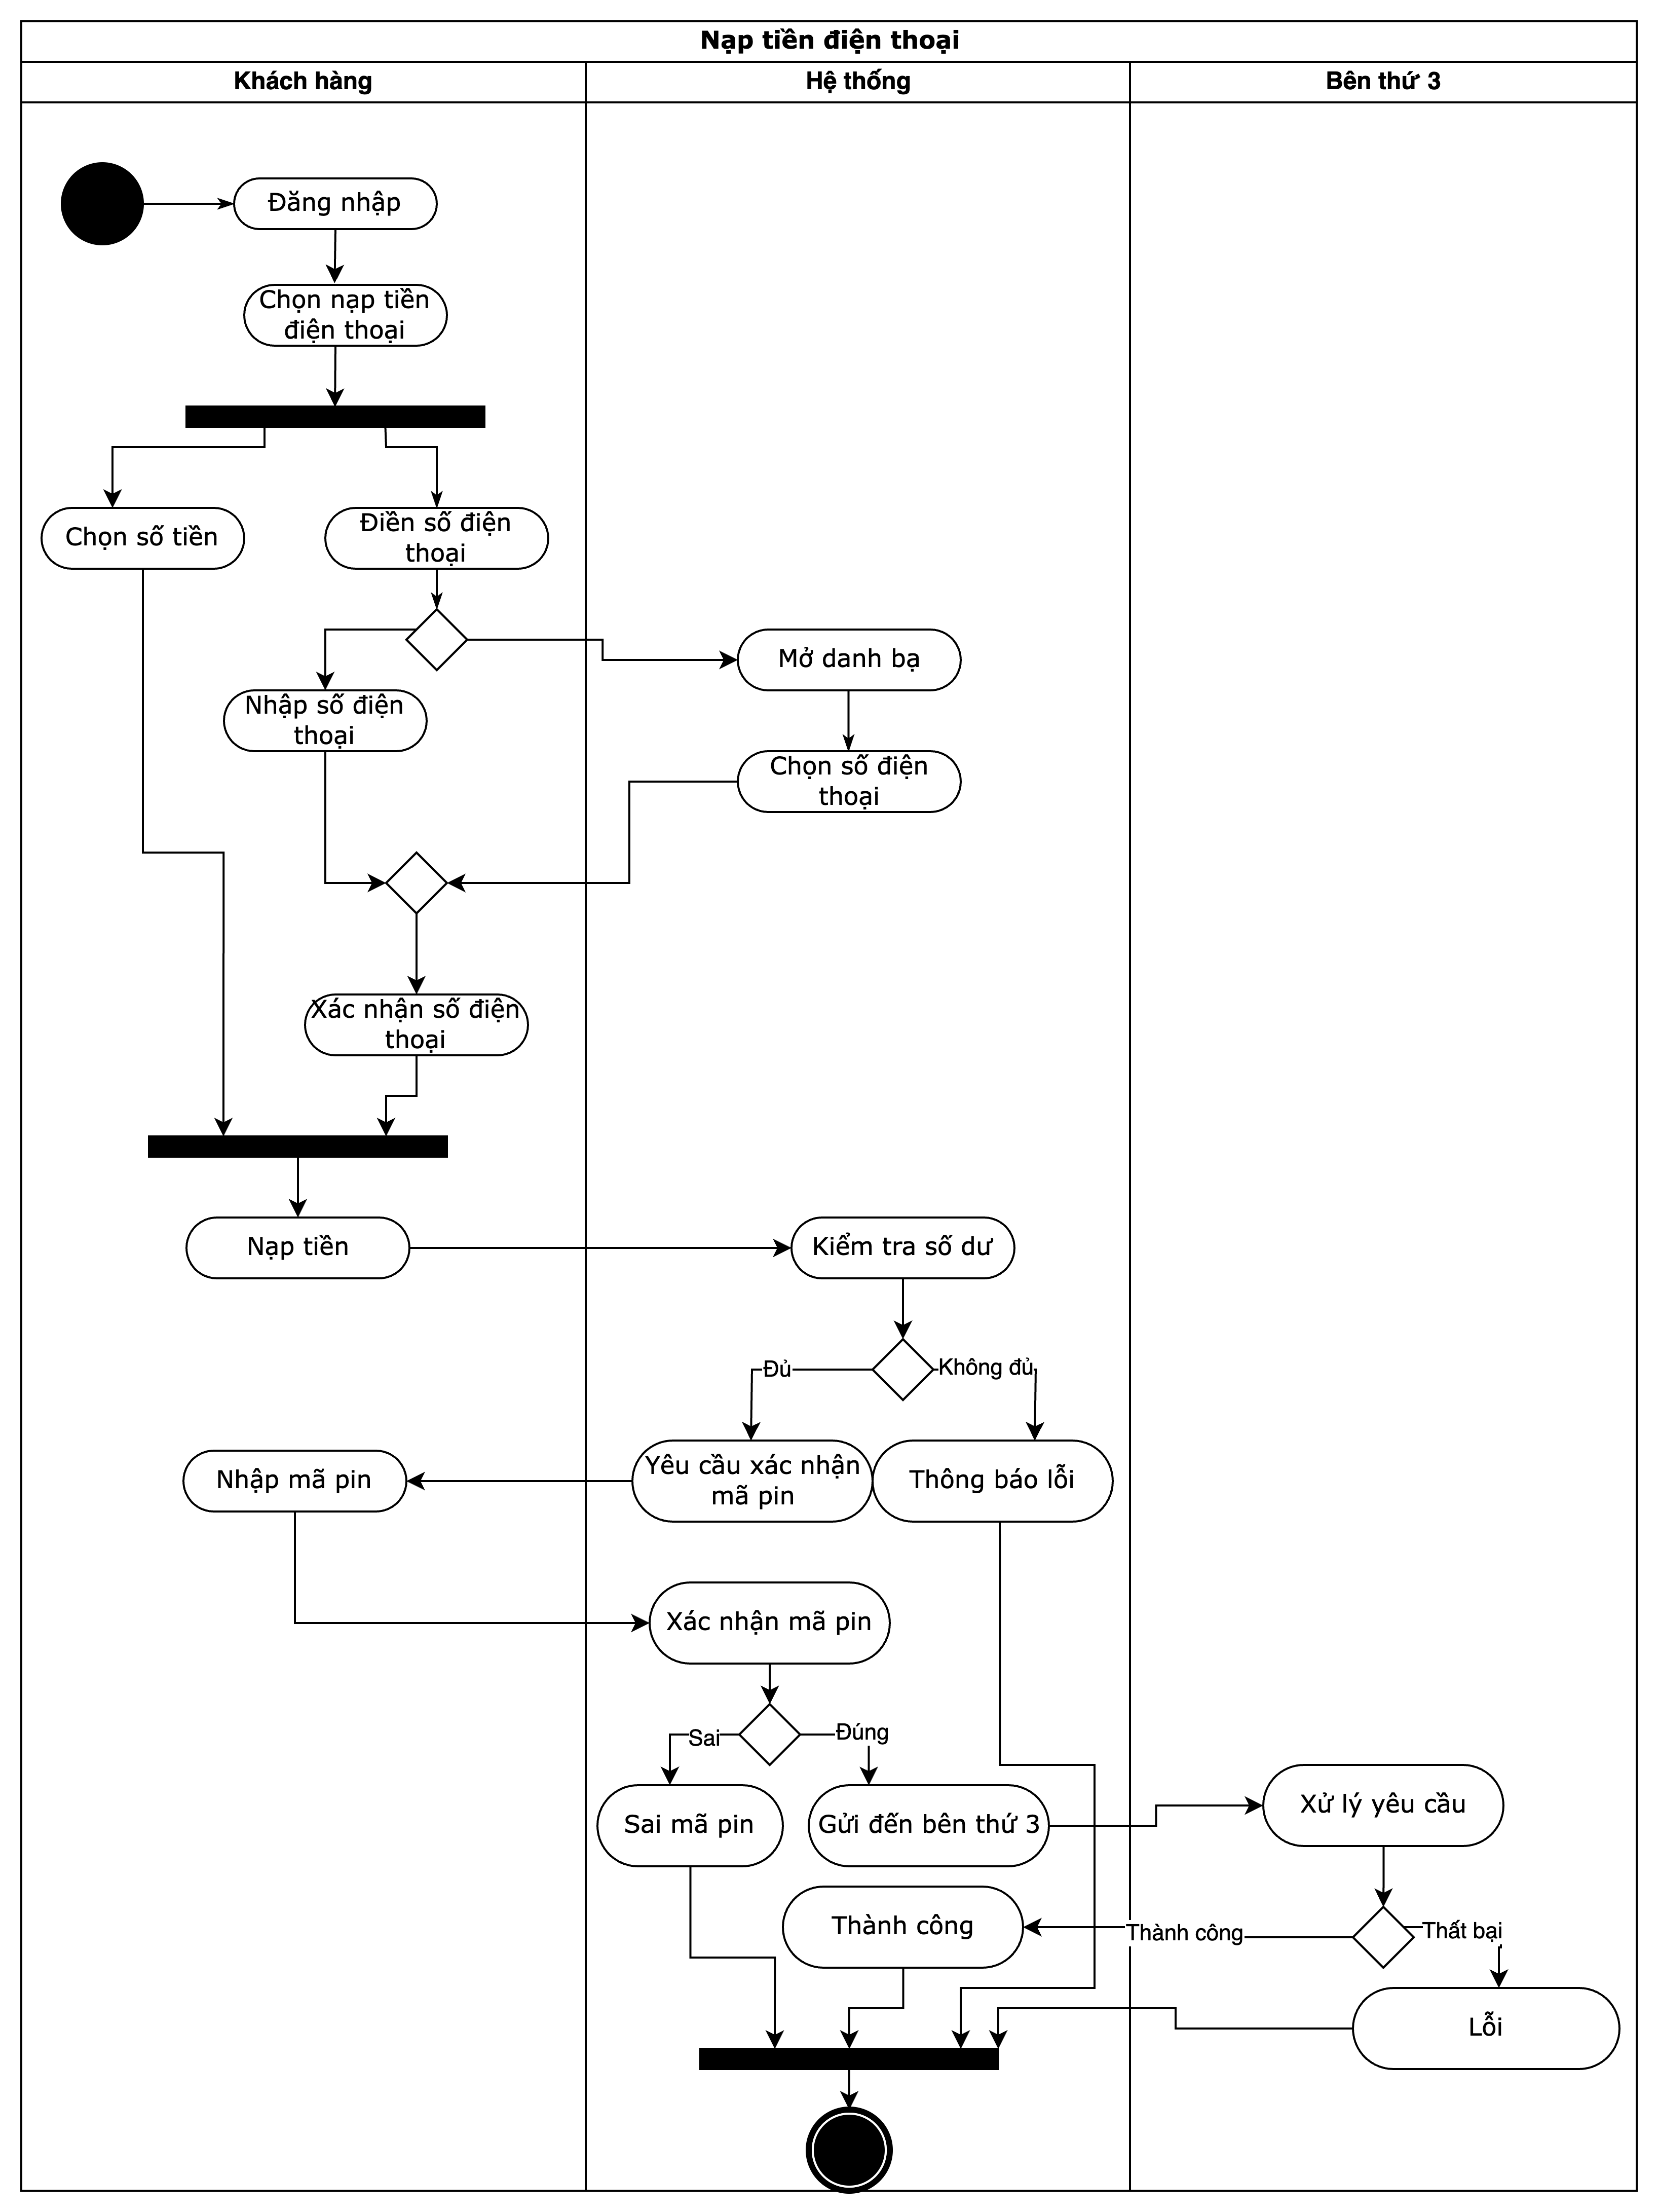 Nạp tiền điện thoại
Khách hàng
Hệ thống
Bên thứ 3
Đăng nhập
Chọn nạp tiền
điện thoại
Chọn số tiền
Điền số điện
thoại
Mở danh bạ
Nhập số điện
thoại
Chọn số điện
thoại
Xác nhận số điện
thoại
Nạp tiền
Kiểm tra số dư
Đủ
Không đủ
Nhập mã pin
Yêu cầu xác nhận
mã pin
Thông báo lỗi
Xác nhận mã pin
Sai
Đúng
Sai mã pin
Gửi đến bên thứ 3
Xử lý yêu cầu
Thành công
Thành công
Thất bại
Lỗi